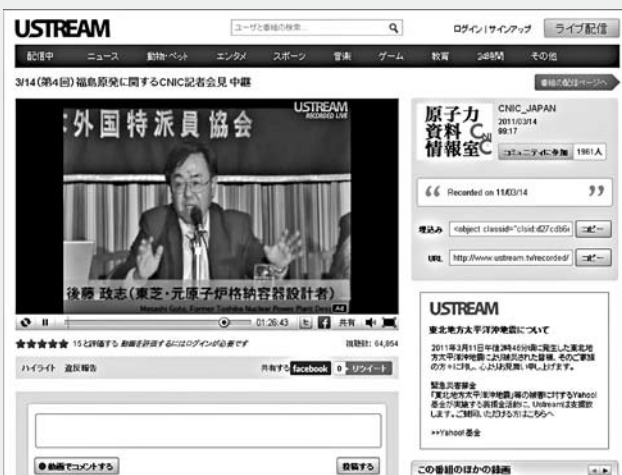 USTREAM
ユーザと番組の検索...
ログイン | サインアップ
ライブ配信
配信中 ニュース 動物・ペット エンタメ スポーツ 音楽 ゲーム 教育 24時間 その他
3/14(第4回)福島原発に関するCNIC記者会見 中継
番組の配信ページへ
外国特派員協会
USTREAM
RECORDED LIVE
後藤 政志(東芝・元原子炉格納容器設計者)
Masashi Goto, Former Toshiba Nuclear Power Plant
Ad
01:26:43
共有
15と評価する 動画を評価するにはログインが必要です
視聴数: 64,854
ハイライト 違反報告
共有する facebook 0 リツイート
動画でコメントする
投稿する
原子力
資料
情報室
CNIC
CNIC_JAPAN
2011/03/14
99:17
コミュニティに参加 1961人
Recorded on 11/03/14
埋込み <object classid="clsid:d27cdb6 コピー
URL http://www.ustream.tv/recorded/ コピー
USTREAM
東北地方太平洋沖地震について
2011年3月11日午後2時46分頃に発生した東北地
方太平洋沖地震により被災された皆様、そのご家族
の方々に対し、心よりお見舞い申し上げます。
緊急災害募金
「東北地方太平洋沖地震」等の被害に対するYahoo!
基金が実施する義援金活動に、Ustreamは支援致
します。ご賛同いただける方はこちらへ
>>Yahoo!基金
この番組のほかの録画